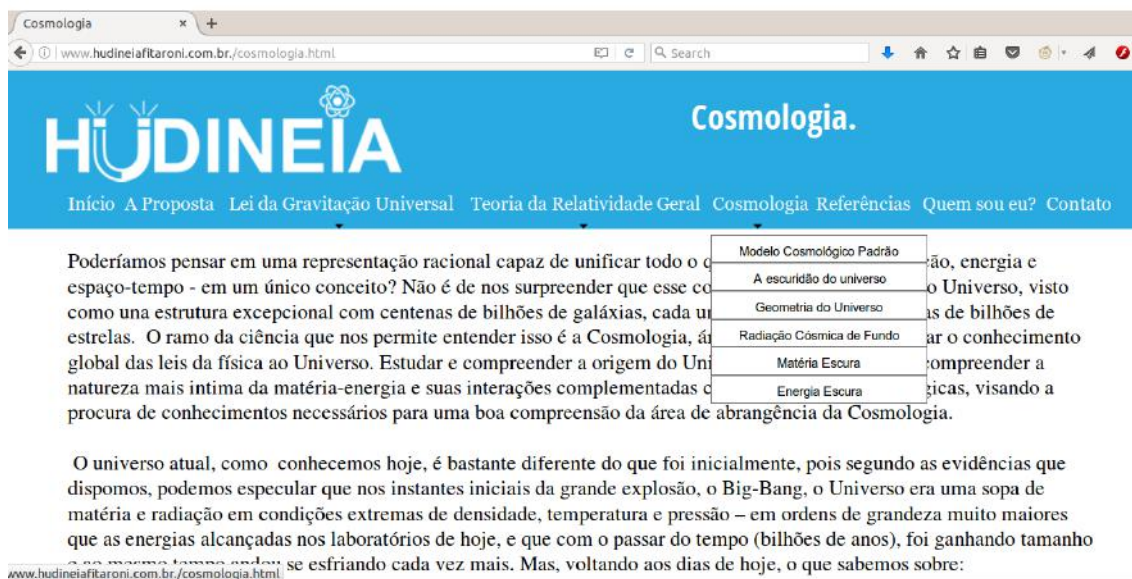 Cosmologia × +
www.hudineiafitaroni.com.br./cosmologia.html Search
HUDINEIA
Cosmologia.
Início A Proposta Lei da Gravitação Universal Teoria da Relatividade Geral Cosmologia Referências Quem sou eu? Contato
Modelo Cosmológico Padrão
A escuridão do universo
Geometria do Universo
Radiação Cósmica de Fundo
Matéria Escura
Energia Escura
Poderíamos pensar em uma representação racional capaz de unificar todo o ão, energia e
espaço-tempo - em um único conceito? Não é de nos surpreender que esse co o Universo, visto
como una estrutura excepcional com centenas de bilhões de galáxias, cada u as de bilhões de
estrelas. O ramo da ciência que nos permite entender isso é a Cosmologia, ár ar o conhecimento
global das leis da física ao Universo. Estudar e compreender a origem do Uni compreender a
natureza mais intima da matéria-energia e suas interações complementadas c gicas, visando a
procura de conhecimentos necessários para uma boa compreensão da área de abrangência da Cosmologia.
O universo atual, como conhecemos hoje, é bastante diferente do que foi inicialmente, pois segundo as evidências que
dispomos, podemos especular que nos instantes iniciais da grande explosão, o Big-Bang, o Universo era uma sopa de
matéria e radiação em condições extremas de densidade, temperatura e pressão – em ordens de grandeza muito maiores
que as energias alcançadas nos laboratórios de hoje, e que com o passar do tempo (bilhões de anos), foi ganhando tamanho
e ao mesmo tempo andou se esfriando cada vez mais. Mas, voltando aos dias de hoje, o que sabemos sobre:
www.hudineiafitaroni.com.br./cosmologia.html